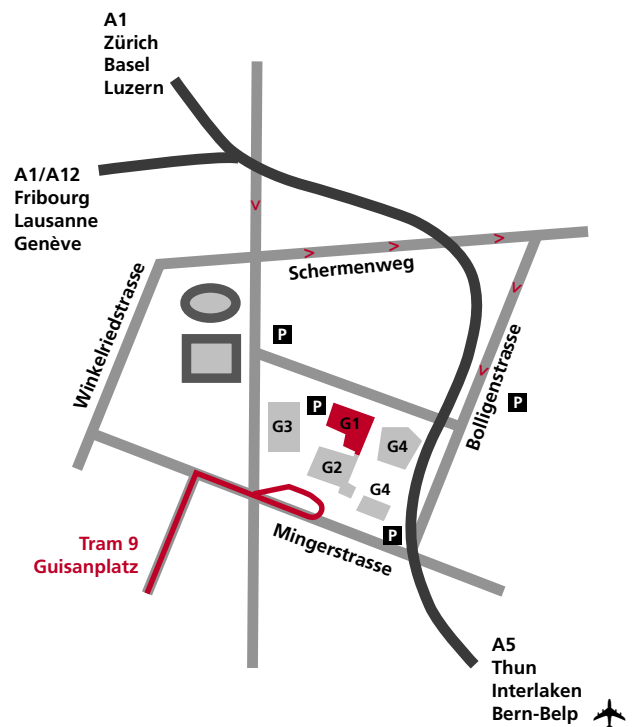 A1
Zürich
Basel
Luzern
A1/A12
Fribourg
Lausanne
Genève
Schermenweg
Winkelriedstrasse
P
Bolligenstrasse
P
P
G1
G3
G4
G2
G4
P
Mingerstrasse
Tram 9
Guisanplatz
A5
Thun
Interlaken
Bern-Belp